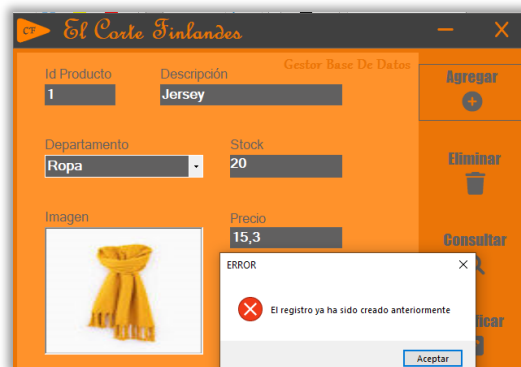 CF El Corte Finlandes
Gestor Base De Datos
Id Producto Descripción
1 Jersey
Agregar
Departamento Stock
Ropa 20
Eliminar
Imagen Precio
15,3
Consultar
ERROR
El registro ya ha sido creado anteriormente
Aceptar